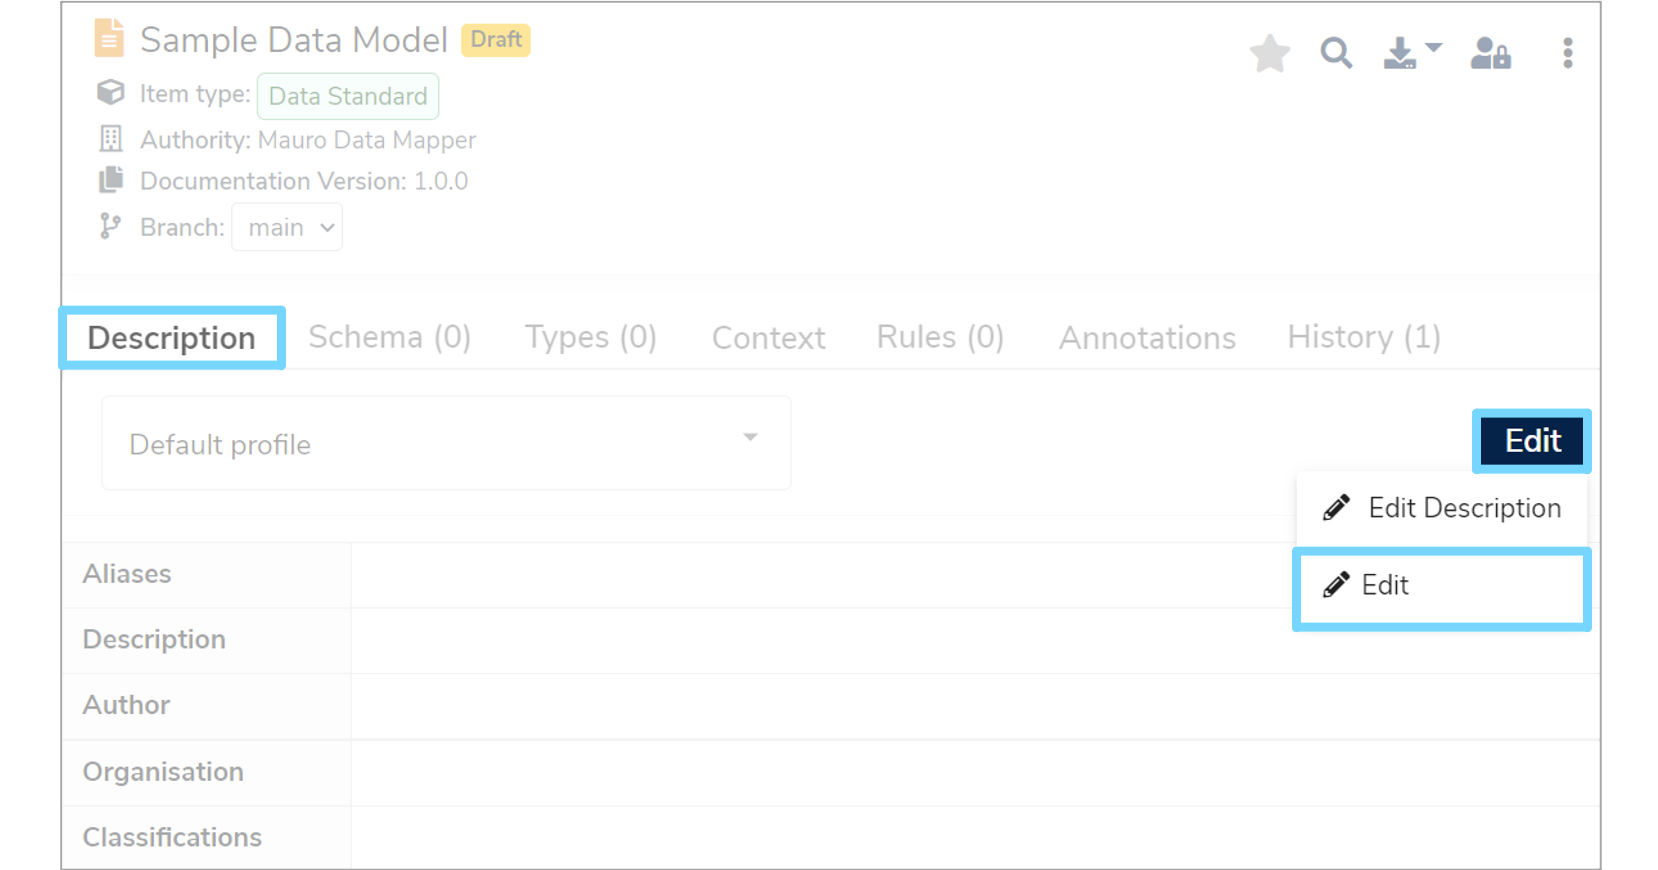 Sample Data Model Draft
Item type: Data Standard
Authority: Mauro Data Mapper
Documentation Version: 1.0.0
Branch: main
Description Schema (0) Types (0) Context Rules (0) Annotations History (1)
Default profile
Edit
Edit Description
Edit
Aliases
Description
Author
Organisation
Classifications